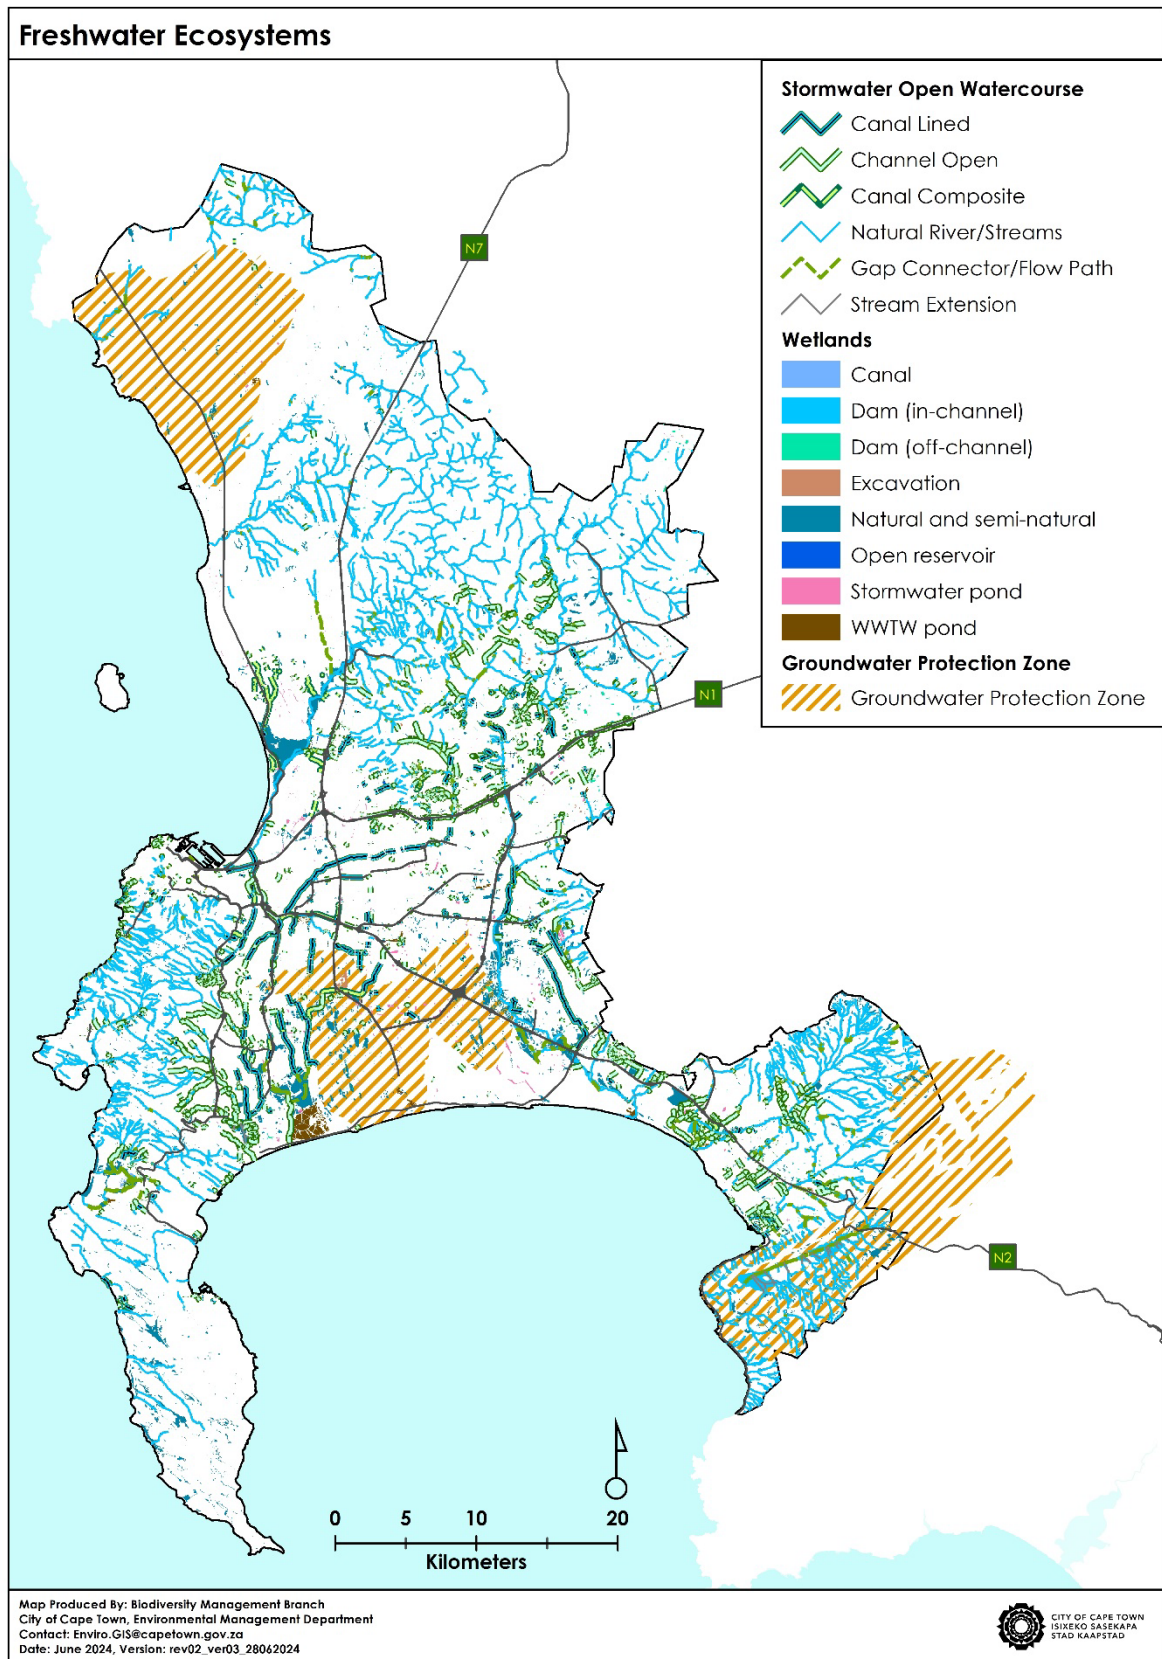 Freshwater Ecosystems
Stormwater Open Watercourse
Canal Lined
Channel Open
Canal Composite
Natural River/Streams
Gap Connector/Flow Path
Stream Extension
Wetlands
Canal
Dam (in-channel)
Dam (off-channel)
Excavation
Natural and semi-natural
Open reservoir
Stormwater pond
WWTW pond
Groundwater Protection Zone
Groundwater Protection Zone
N7
N1
N2
0 5 10 20
Kilometers
Map Produced By: Biodiversity Management Branch
City of Cape Town, Environmental Management Department
Contact: Enviro.GIS@capetown.gov.za
Date: June 2024, Version: rev02_ver03_28062024
CITY OF CAPE TOWN
ISIXEKO SASEKAPA
STAD KAAPSTAD